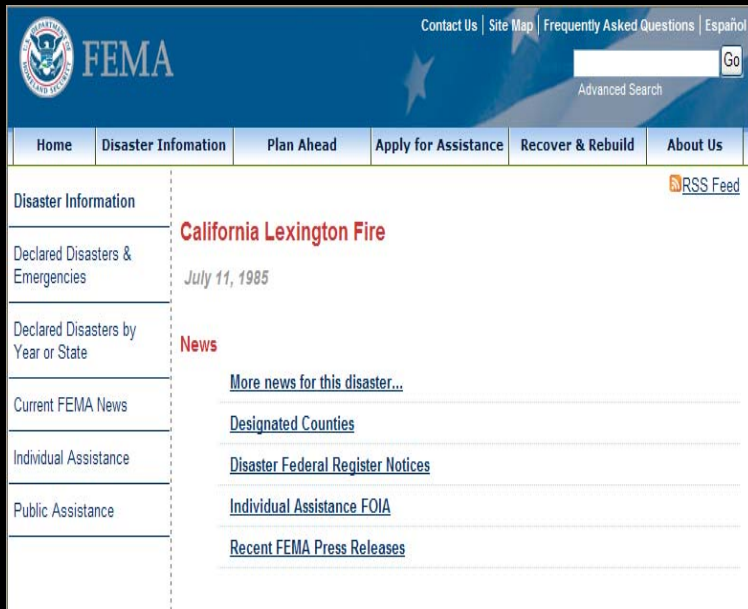 Contact Us | Site Map | Frequently Asked Questions | Español
FEMA
Go
Advanced Search
Home Disaster Infomation Plan Ahead Apply for Assistance Recover & Rebuild About Us
RSS Feed
Disaster Information
Declared Disasters &
Emergencies
Declared Disasters by
Year or State
Current FEMA News
Individual Assistance
Public Assistance
California Lexington Fire
July 11, 1985
News
More news for this disaster...
Designated Counties
Disaster Federal Register Notices
Individual Assistance FOIA
Recent FEMA Press Releases